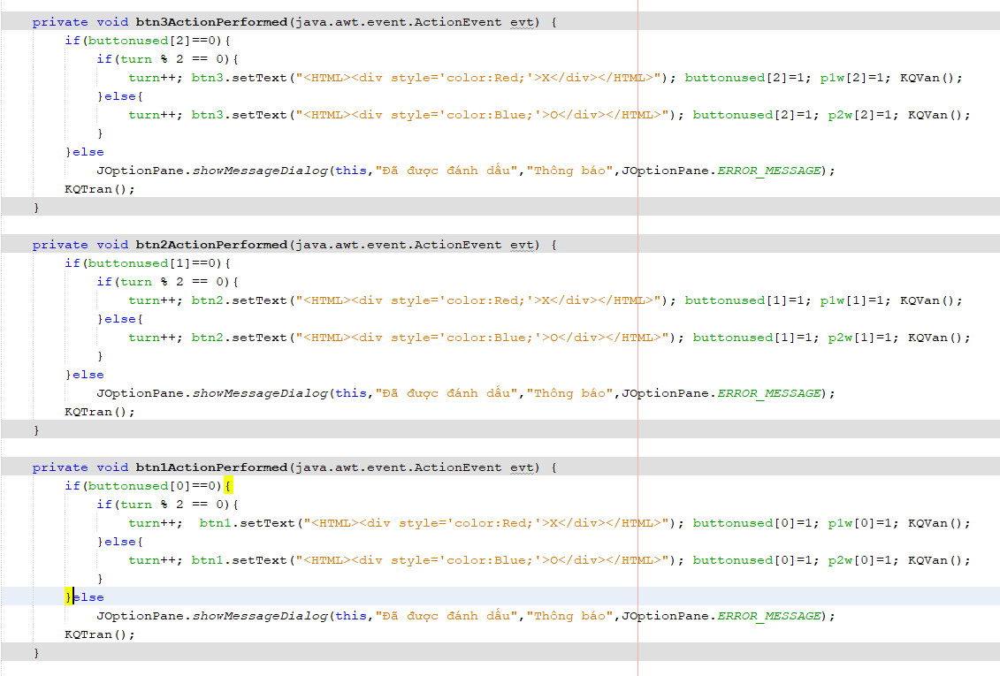 private void btn3ActionPerformed(java.awt.event.ActionEvent evt) {
if(buttonused[2]==0){
if(turn % 2 == 0){
turn++; btn3.setText("<HTML><div style='color:Red;'>X</div></HTML>"); buttonused[2]=1; p1w[2]=1; KQVan();
}else{
turn++; btn3.setText("<HTML><div style='color:Blue;'>O</div></HTML>"); buttonused[2]=1; p2w[2]=1; KQVan();
}
}else
JOptionPane.showMessageDialog(this,"Đã được đánh dấu","Thông báo",JOptionPane.ERROR_MESSAGE);
KQTran();
}
private void btn2ActionPerformed(java.awt.event.ActionEvent evt) {
if(buttonused[1]==0){
if(turn % 2 == 0){
turn++; btn2.setText("<HTML><div style='color:Red;'>X</div></HTML>"); buttonused[1]=1; p1w[1]=1; KQVan();
}else{
turn++; btn2.setText("<HTML><div style='color:Blue;'>O</div></HTML>"); buttonused[1]=1; p2w[1]=1; KQVan();
}
}else
JOptionPane.showMessageDialog(this,"Đã được đánh dấu","Thông báo",JOptionPane.ERROR_MESSAGE);
KQTran();
}
private void btn1ActionPerformed(java.awt.event.ActionEvent evt) {
if(buttonused[0]==0){
if(turn % 2 == 0){
turn++;  btn1.setText("<HTML><div style='color:Red;'>X</div></HTML>"); buttonused[0]=1; p1w[0]=1; KQVan();
}else{
turn++; btn1.setText("<HTML><div style='color:Blue;'>O</div></HTML>"); buttonused[0]=1; p2w[0]=1; KQVan();
}
}else
JOptionPane.showMessageDialog(this,"Đã được đánh dấu","Thông báo",JOptionPane.ERROR_MESSAGE);
KQTran();
}